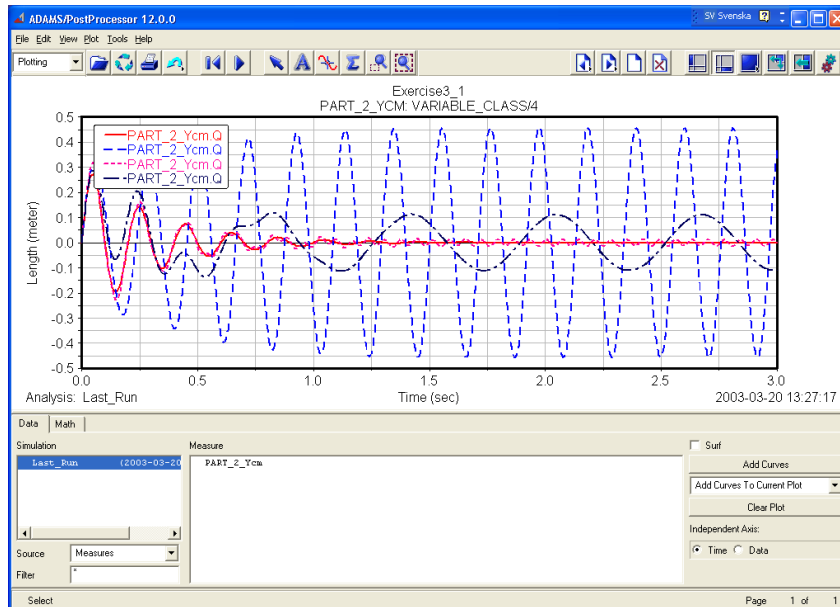 ADAMS/PostProcessor 12.0.0
SV Svenska
File Edit View Plot Tools Help
Plotting
Exercise3_1
PART_2_YCM: VARIABLE_CLASS/4
PART_2_Ycm.Q
PART_2_Ycm.Q
PART_2_Ycm.Q
PART_2_Ycm.Q
Length (meter)
0.5
0.4
0.3
0.2
0.1
0.0
-0.1
-0.2
-0.3
-0.4
-0.5
0.0 0.5 1.0 1.5 2.0 2.5 3.0
Analysis: Last_Run Time (sec) 2003-03-20 13:27:17
Data Math
Simulation Measure
Last_Run (2003-03-20
PART_2_Ycm
Surf
Add Curves
Add Curves To Current Plot
Clear Plot
Independent Axis:
Time Data
Source Measures
Filter *
Select Page 1 of 1